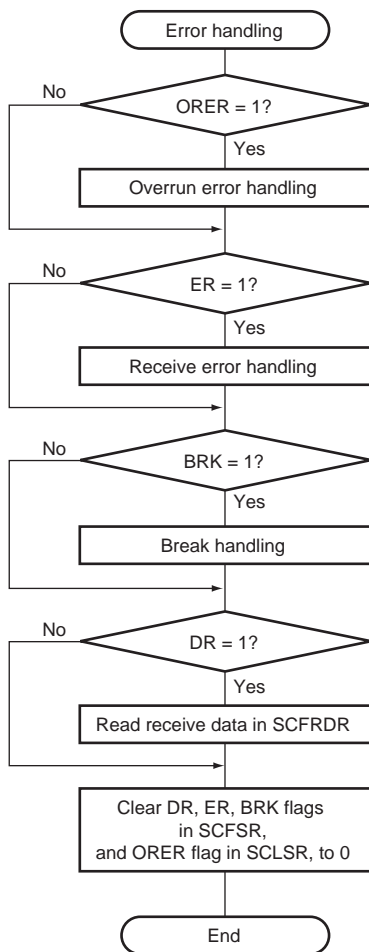 Error handling
No
ORER = 1?
Yes
Overrun error handling
No
ER = 1?
Yes
Receive error handling
No
BRK = 1?
Yes
Break handling
No
DR = 1?
Yes
Read receive data in SCFRDR
Clear DR, ER, BRK flags
in SCFSR,
and ORER flag in SCLSR, to 0
End